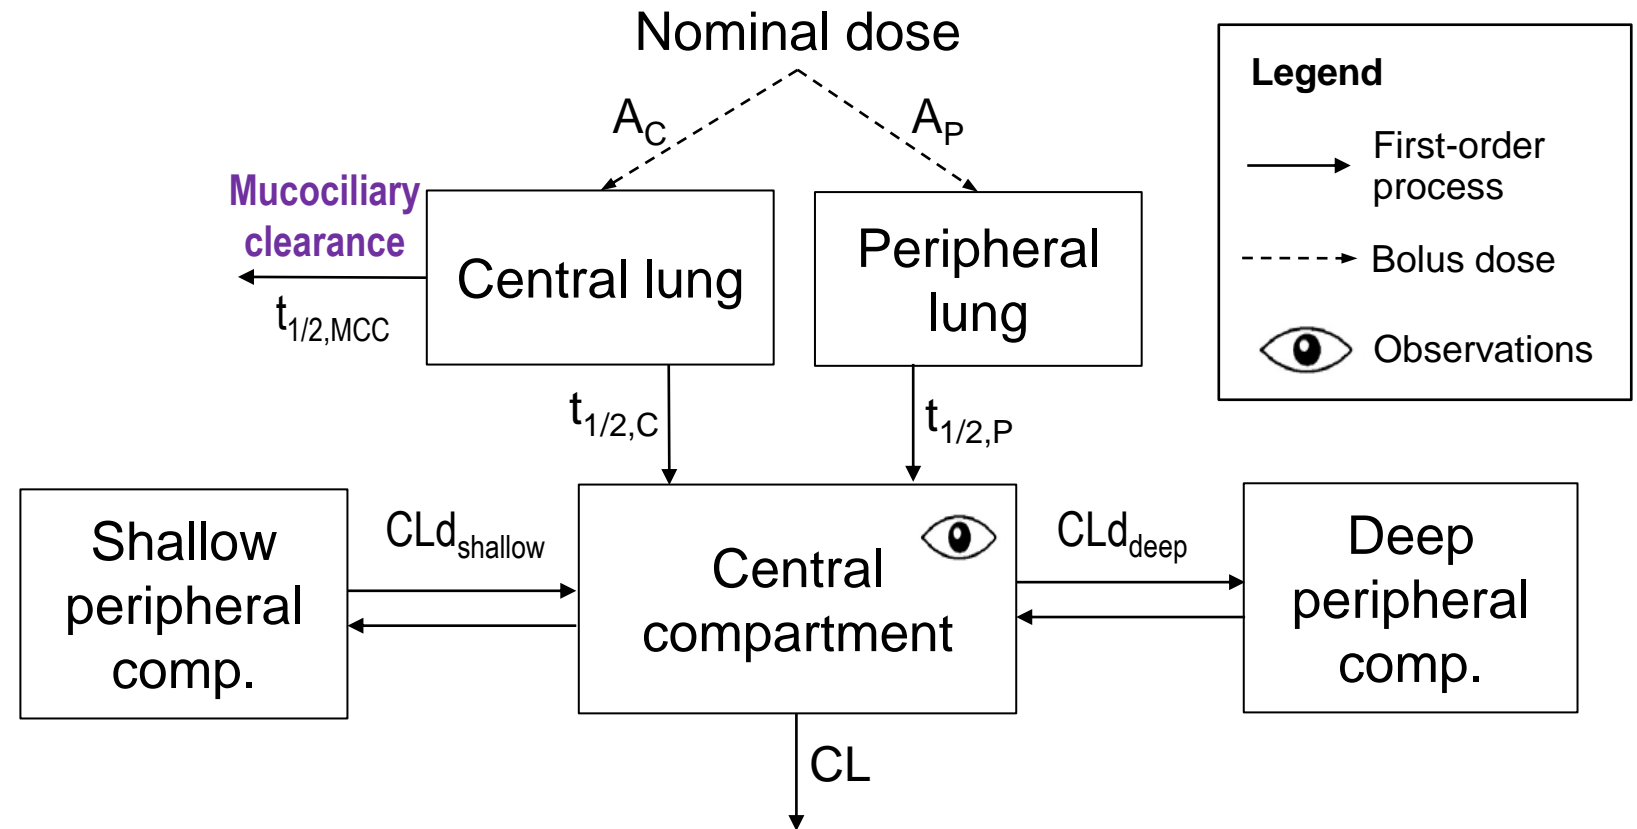 Nominal dose
A_C
A_P
Mucociliary
clearance
t_1/2,MCC
Central lung
Peripheral
lung
t_1/2,C
t_1/2,P
Shallow
peripheral
comp.
CLd_shallow
Central
compartment
CLd_deep
Deep
peripheral
comp.
CL
Legend
First-order
process
Bolus dose
Observations